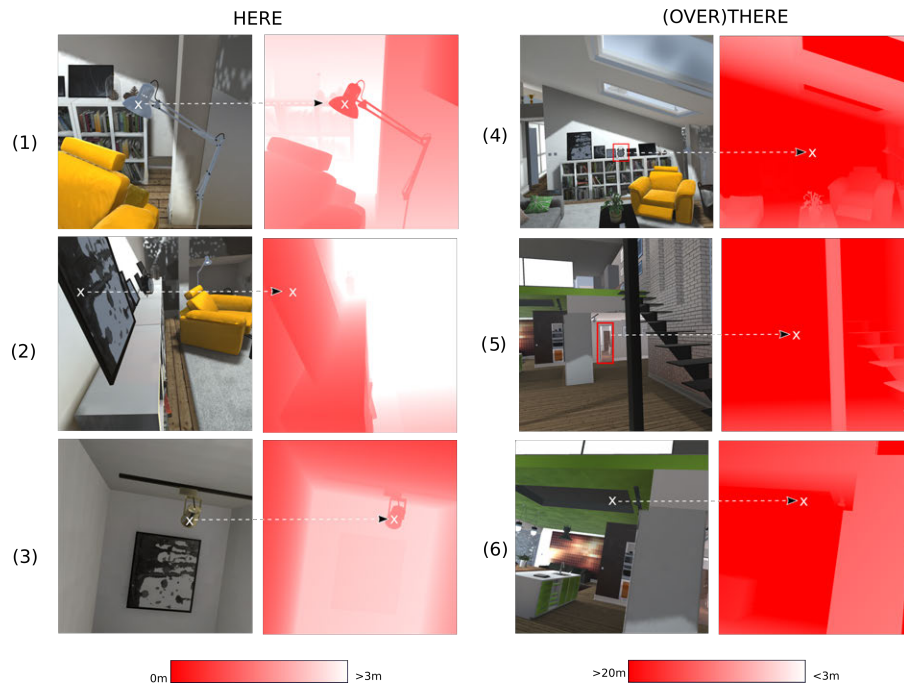 HERE
(OVER)THERE
(1)
(4)
(2)
(5)
(3)
(6)
0m
>3m
>20m
<3m